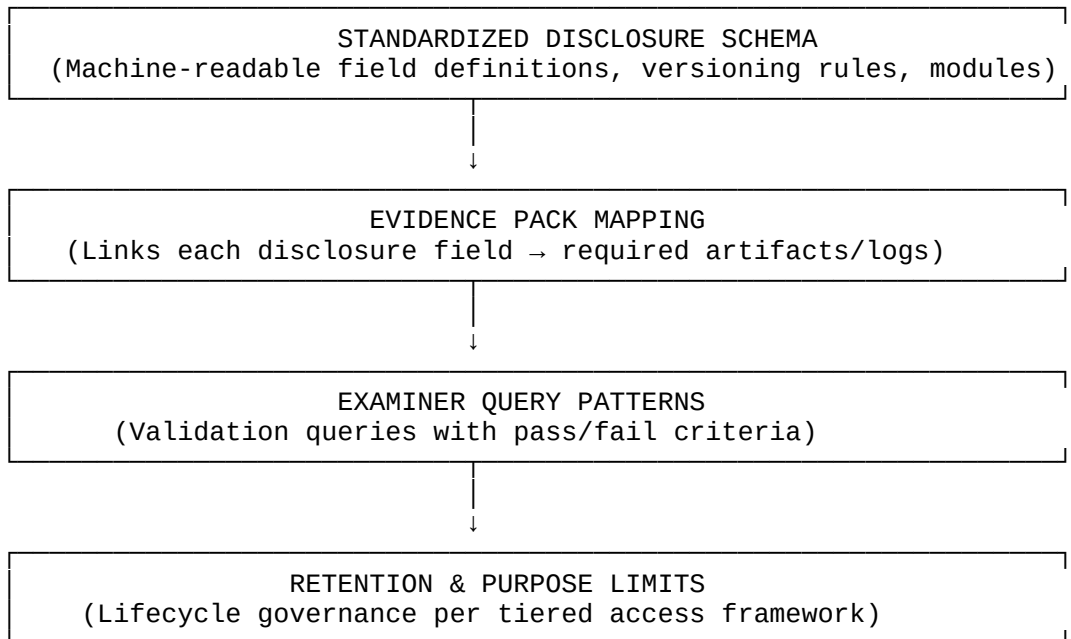 STANDARDIZED DISCLOSURE SCHEMA
(Machine-readable field definitions, versioning rules, modules)
↓
EVIDENCE PACK MAPPING
(Links each disclosure field → required artifacts/logs)
↓
EXAMINER QUERY PATTERNS
(Validation queries with pass/fail criteria)
↓
RETENTION & PURPOSE LIMITS
(Lifecycle governance per tiered access framework)